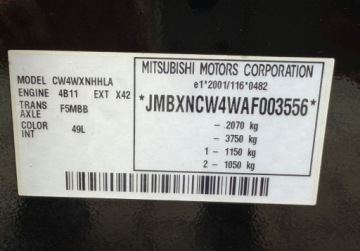 MODEL CW4WXNHHLA
ENGINE 4B11 EXT X42
TRANS AXLE F5MBB
COLOR INT 49L
MITSUBISHI MOTORS CORPORATION
e1*2001/116*0482
*JMBXNCW4WAF003556*
- 2070 kg
- 3750 kg
1 - 1150 kg
2 - 1050 kg